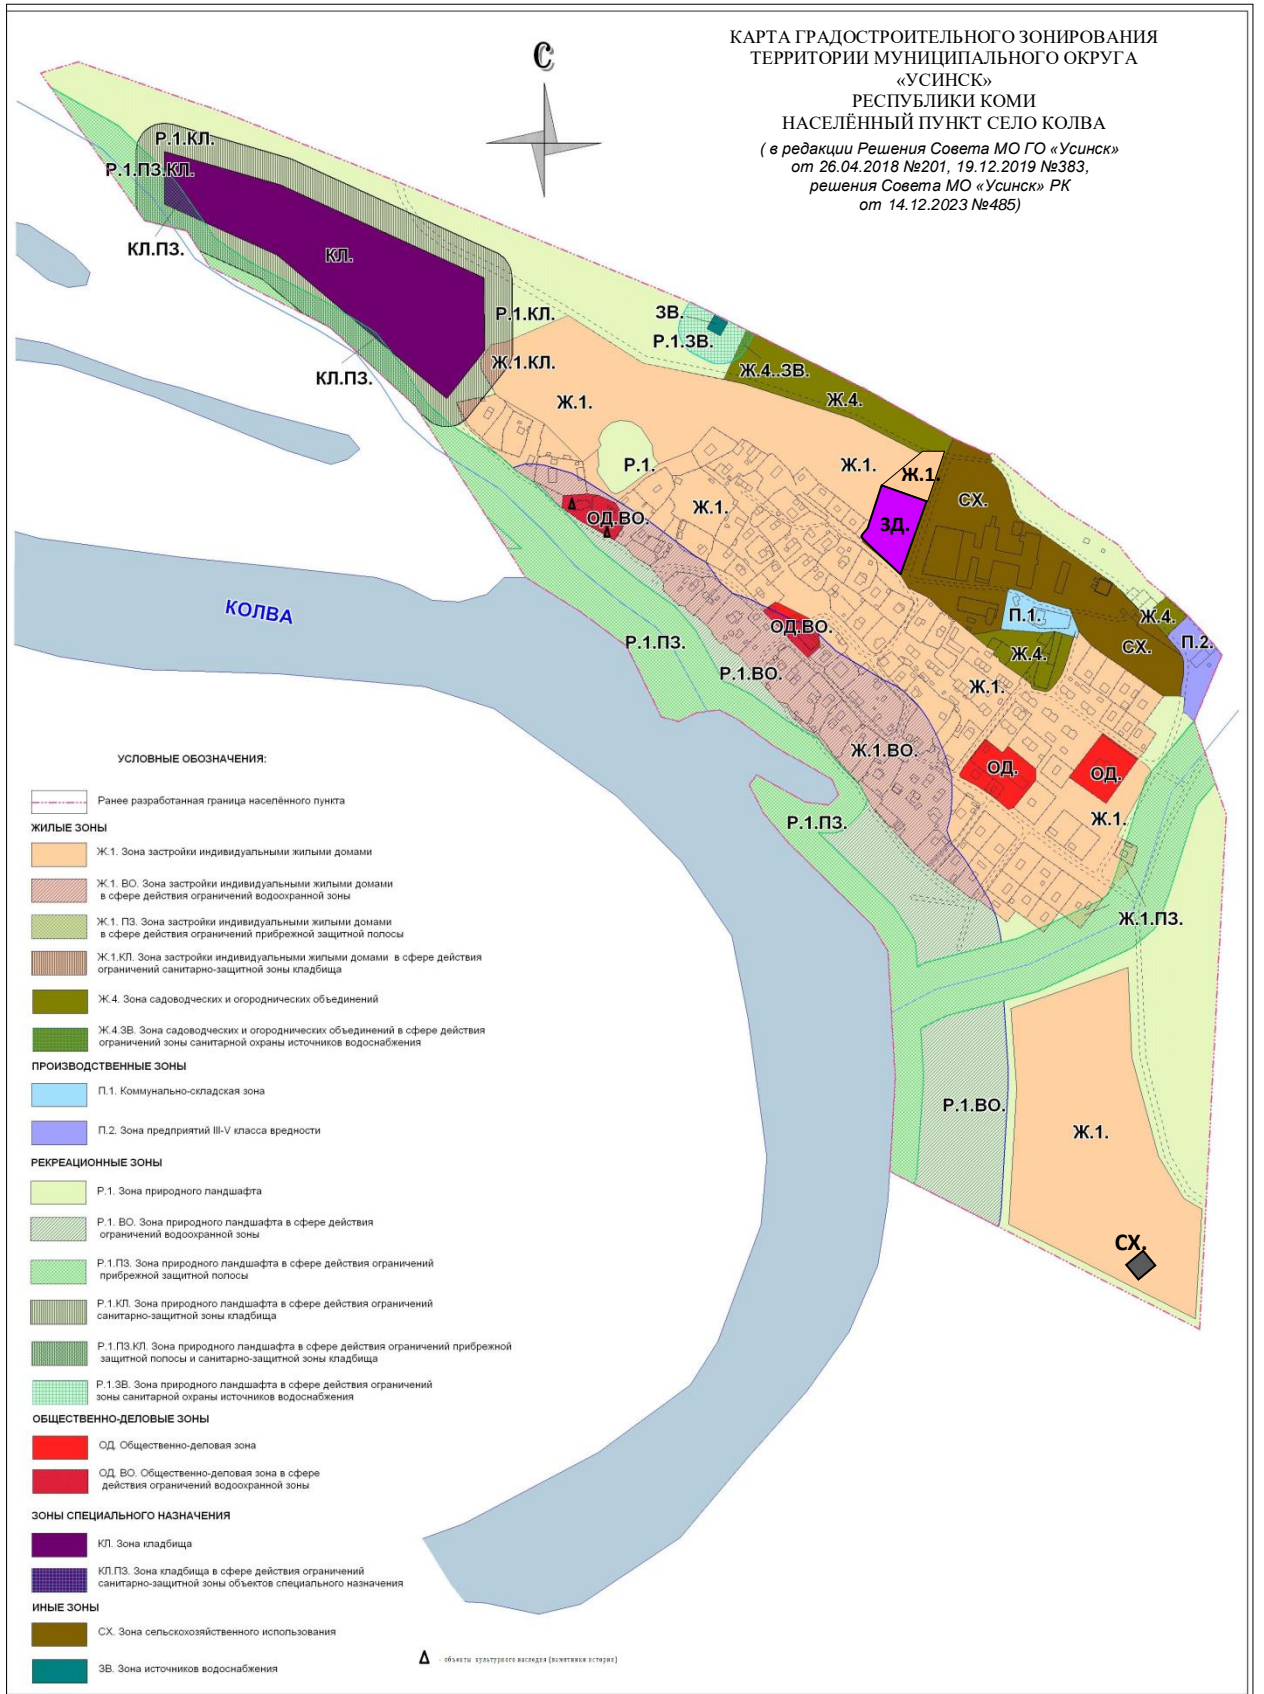 КАРТА ГРАДОСТРОИТЕЛЬНОГО ЗОНИРОВАНИЯ
ТЕРРИТОРИИ МУНИЦИПАЛЬНОГО ОКРУГА
«УСИНСК»
РЕСПУБЛИКИ КОМИ
НАСЕЛЁННЫЙ ПУНКТ СЕЛО КОЛВА
( в редакции Решения Совета МО ГО «Усинск»
от 26.04.2018 №201, 19.12.2019 №383,
решения Совета МО «Усинск» РК
от 14.12.2023 №485)
С
Р.1.КЛ.
Р.1.ПЗ.КЛ.
КЛ.ПЗ.
КЛ.
Р.1.КЛ.
ЗВ.
Р.1.ЗВ.
Ж.1.КЛ.
Ж.4..ЗВ.
КЛ.ПЗ.
Ж.1.
Ж.4.
Р.1.
Ж.1.
Ж.1.
Ж.1.
СХ.
ОД.ВО.
ЗД.
КОЛВА
П.1.
Ж.4.
ОД.ВО.
Р.1.ПЗ.
П.2.
СХ.
Ж.4.
Р.1.ВО.
Ж.1.
Ж.1.ВО.
ОД.
ОД.
Р.1.ПЗ.
Ж.1.
Ж.1.ПЗ.
Р.1.ВО.
Ж.1.
СХ.
УСЛОВНЫЕ ОБОЗНАЧЕНИЯ:
Ранее разработанная граница населённого пункта
ЖИЛЫЕ ЗОНЫ
Ж.1. Зона застройки индивидуальными жилыми домами
Ж.1. ВО. Зона застройки индивидуальными жилыми домами
в сфере действия ограничений водоохранной зоны
Ж.1. ПЗ. Зона застройки индивидуальными жилыми домами
в сфере действия ограничений прибрежной защитной полосы
Ж.1.КЛ. Зона застройки индивидуальными жилыми домами в сфере действия
ограничений санитарно-защитной зоны кладбища
Ж.4. Зона садоводческих и огороднических объединений
Ж.4.ЗВ. Зона садоводческих и огороднических объединений в сфере действия
ограничений зоны санитарной охраны источников водоснабжения
ПРОИЗВОДСТВЕННЫЕ ЗОНЫ
П.1. Коммунально-складская зона
П.2. Зона предприятий III-V класса вредности
РЕКРЕАЦИОННЫЕ ЗОНЫ
Р.1. Зона природного ландшафта
Р.1. ВО. Зона природного ландшафта в сфере действия
ограничений водоохранной зоны
Р.1.ПЗ. Зона природного ландшафта в сфере действия ограничений
прибрежной защитной полосы
Р.1.КЛ. Зона природного ландшафта в сфере действия ограничений
санитарно-защитной зоны кладбища
Р.1.ПЗ.КЛ. Зона природного ландшафта в сфере действия ограничений прибрежной
защитной полосы и санитарно-защитной зоны кладбища
Р.1.ЗВ. Зона природного ландшафта в сфере действия ограничений
зоны санитарной охраны источников водоснабжения
ОБЩЕСТВЕННО-ДЕЛОВЫЕ ЗОНЫ
ОД. Общественно-деловая зона
ОД. ВО. Общественно-деловая зона в сфере
действия ограничений водоохранной зоны
ЗОНЫ СПЕЦИАЛЬНОГО НАЗНАЧЕНИЯ
КЛ. Зона кладбища
КЛ.ПЗ. Зона кладбища в сфере действия ограничений
санитарно-защитной зоны объектов специального назначения
ИНЫЕ ЗОНЫ
СХ. Зона сельскохозяйственного использования
ЗВ. Зона источников водоснабжения
- объекты культурного наследия (памятники истории)